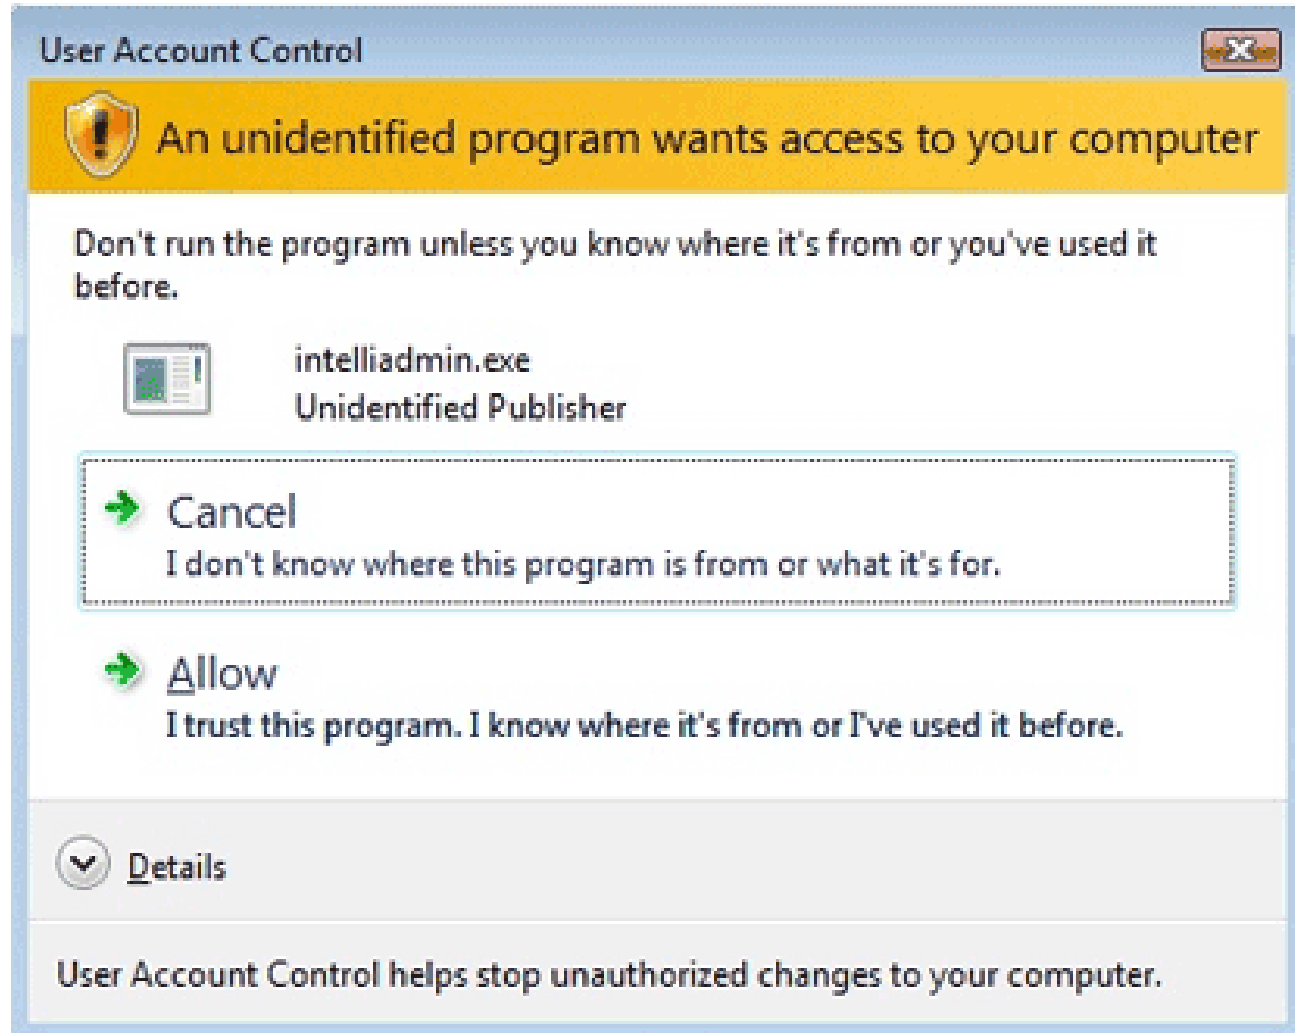 User Account Control
An unidentified program wants access to your computer
Don't run the program unless you know where it's from or you've used it
before.
intelliadmin.exe
Unidentified Publisher
Cancel
I don't know where this program is from or what it's for.
Allow
I trust this program. I know where it's from or I've used it before.
Details
User Account Control helps stop unauthorized changes to your computer.